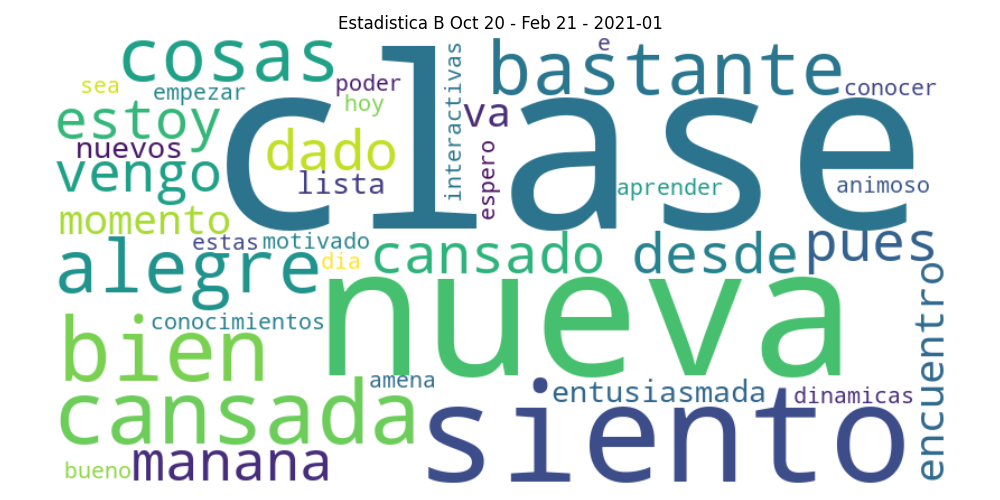 Estadistica B Oct 20 - Feb 21 - 2021-01
cosas
clase
interactivas
bastante
e
sea
empezar
poder
conocer
hoy
estoy
va
nuevos
dado
vengo
lista
espero
aprender
animoso
momento
estas
motivado
cansado
desde
pues
alegre
dia
nueva
encuentro
conocimientos
bien
amena
cansada
siento
entusiasmada
dinamicas
bueno
manana